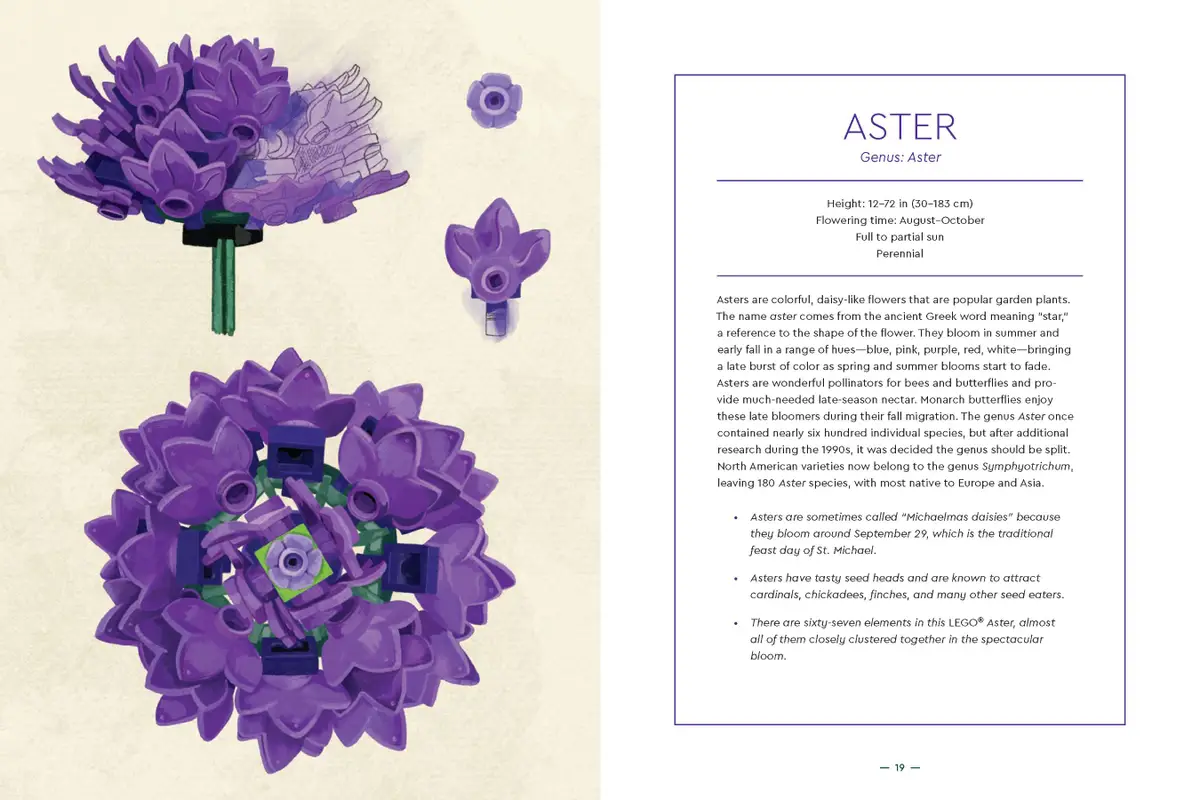 ASTER
Genus: Aster
Height: 12–72 in (30–183 cm)
Flowering time: August–October
Full to partial sun
Perennial
Asters are colorful, daisy-like flowers that are popular garden plants.
The name aster comes from the ancient Greek word meaning “star,“
a reference to the shape of the flower. They bloom in summer and
early fall in a range of hues—blue, pink, purple, red, white—bringing
a late burst of color as spring and summer blooms start to fade.
Asters are wonderful pollinators for bees and butterflies and pro-
vide much-needed late-season nectar. Monarch butterflies enjoy
these late bloomers during their fall migration. The genus Aster once
contained nearly six hundred individual species, but after additional
research during the 1990s, it was decided the genus should be split.
North American varieties now belong to the genus Symphyotrichum,
leaving 180 Aster species, with most native to Europe and Asia.
• Asters are sometimes called “Michaelmas daisies” because
they bloom around September 29, which is the traditional
feast day of St. Michael.
• Asters have tasty seed heads and are known to attract
cardinals, chickadees, finches, and many other seed eaters.
• There are sixty-seven elements in this LEGO® Aster, almost
all of them closely clustered together in the spectacular
bloom.
— 19 —